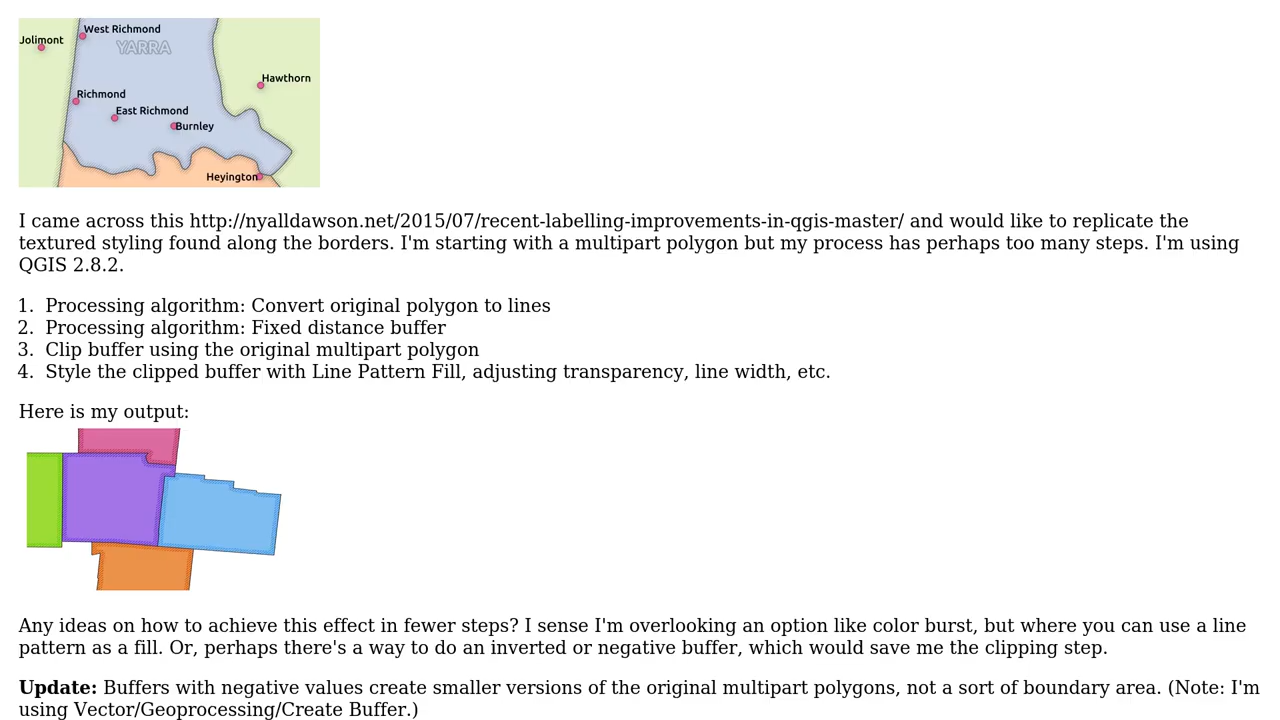 West Richmond
Jolimont
YARRA
Hawthorn
Richmond
East Richmond
Burnley
Heyington
I came across this http://nyalldawson.net/2015/07/recent-labelling-improvements-in-qgis-master/ and would like to replicate the
textured styling found along the borders. I'm starting with a multipart polygon but my process has perhaps too many steps. I'm using
QGIS 2.8.2.
1. Processing algorithm: Convert original polygon to lines
2. Processing algorithm: Fixed distance buffer
3. Clip buffer using the original multipart polygon
4. Style the clipped buffer with Line Pattern Fill, adjusting transparency, line width, etc.
Here is my output:
Any ideas on how to achieve this effect in fewer steps? I sense I'm overlooking an option like color burst, but where you can use a line
pattern as a fill. Or, perhaps there's a way to do an inverted or negative buffer, which would save me the clipping step.
Update: Buffers with negative values create smaller versions of the original multipart polygons, not a sort of boundary area. (Note: I'm
using Vector/Geoprocessing/Create Buffer.)